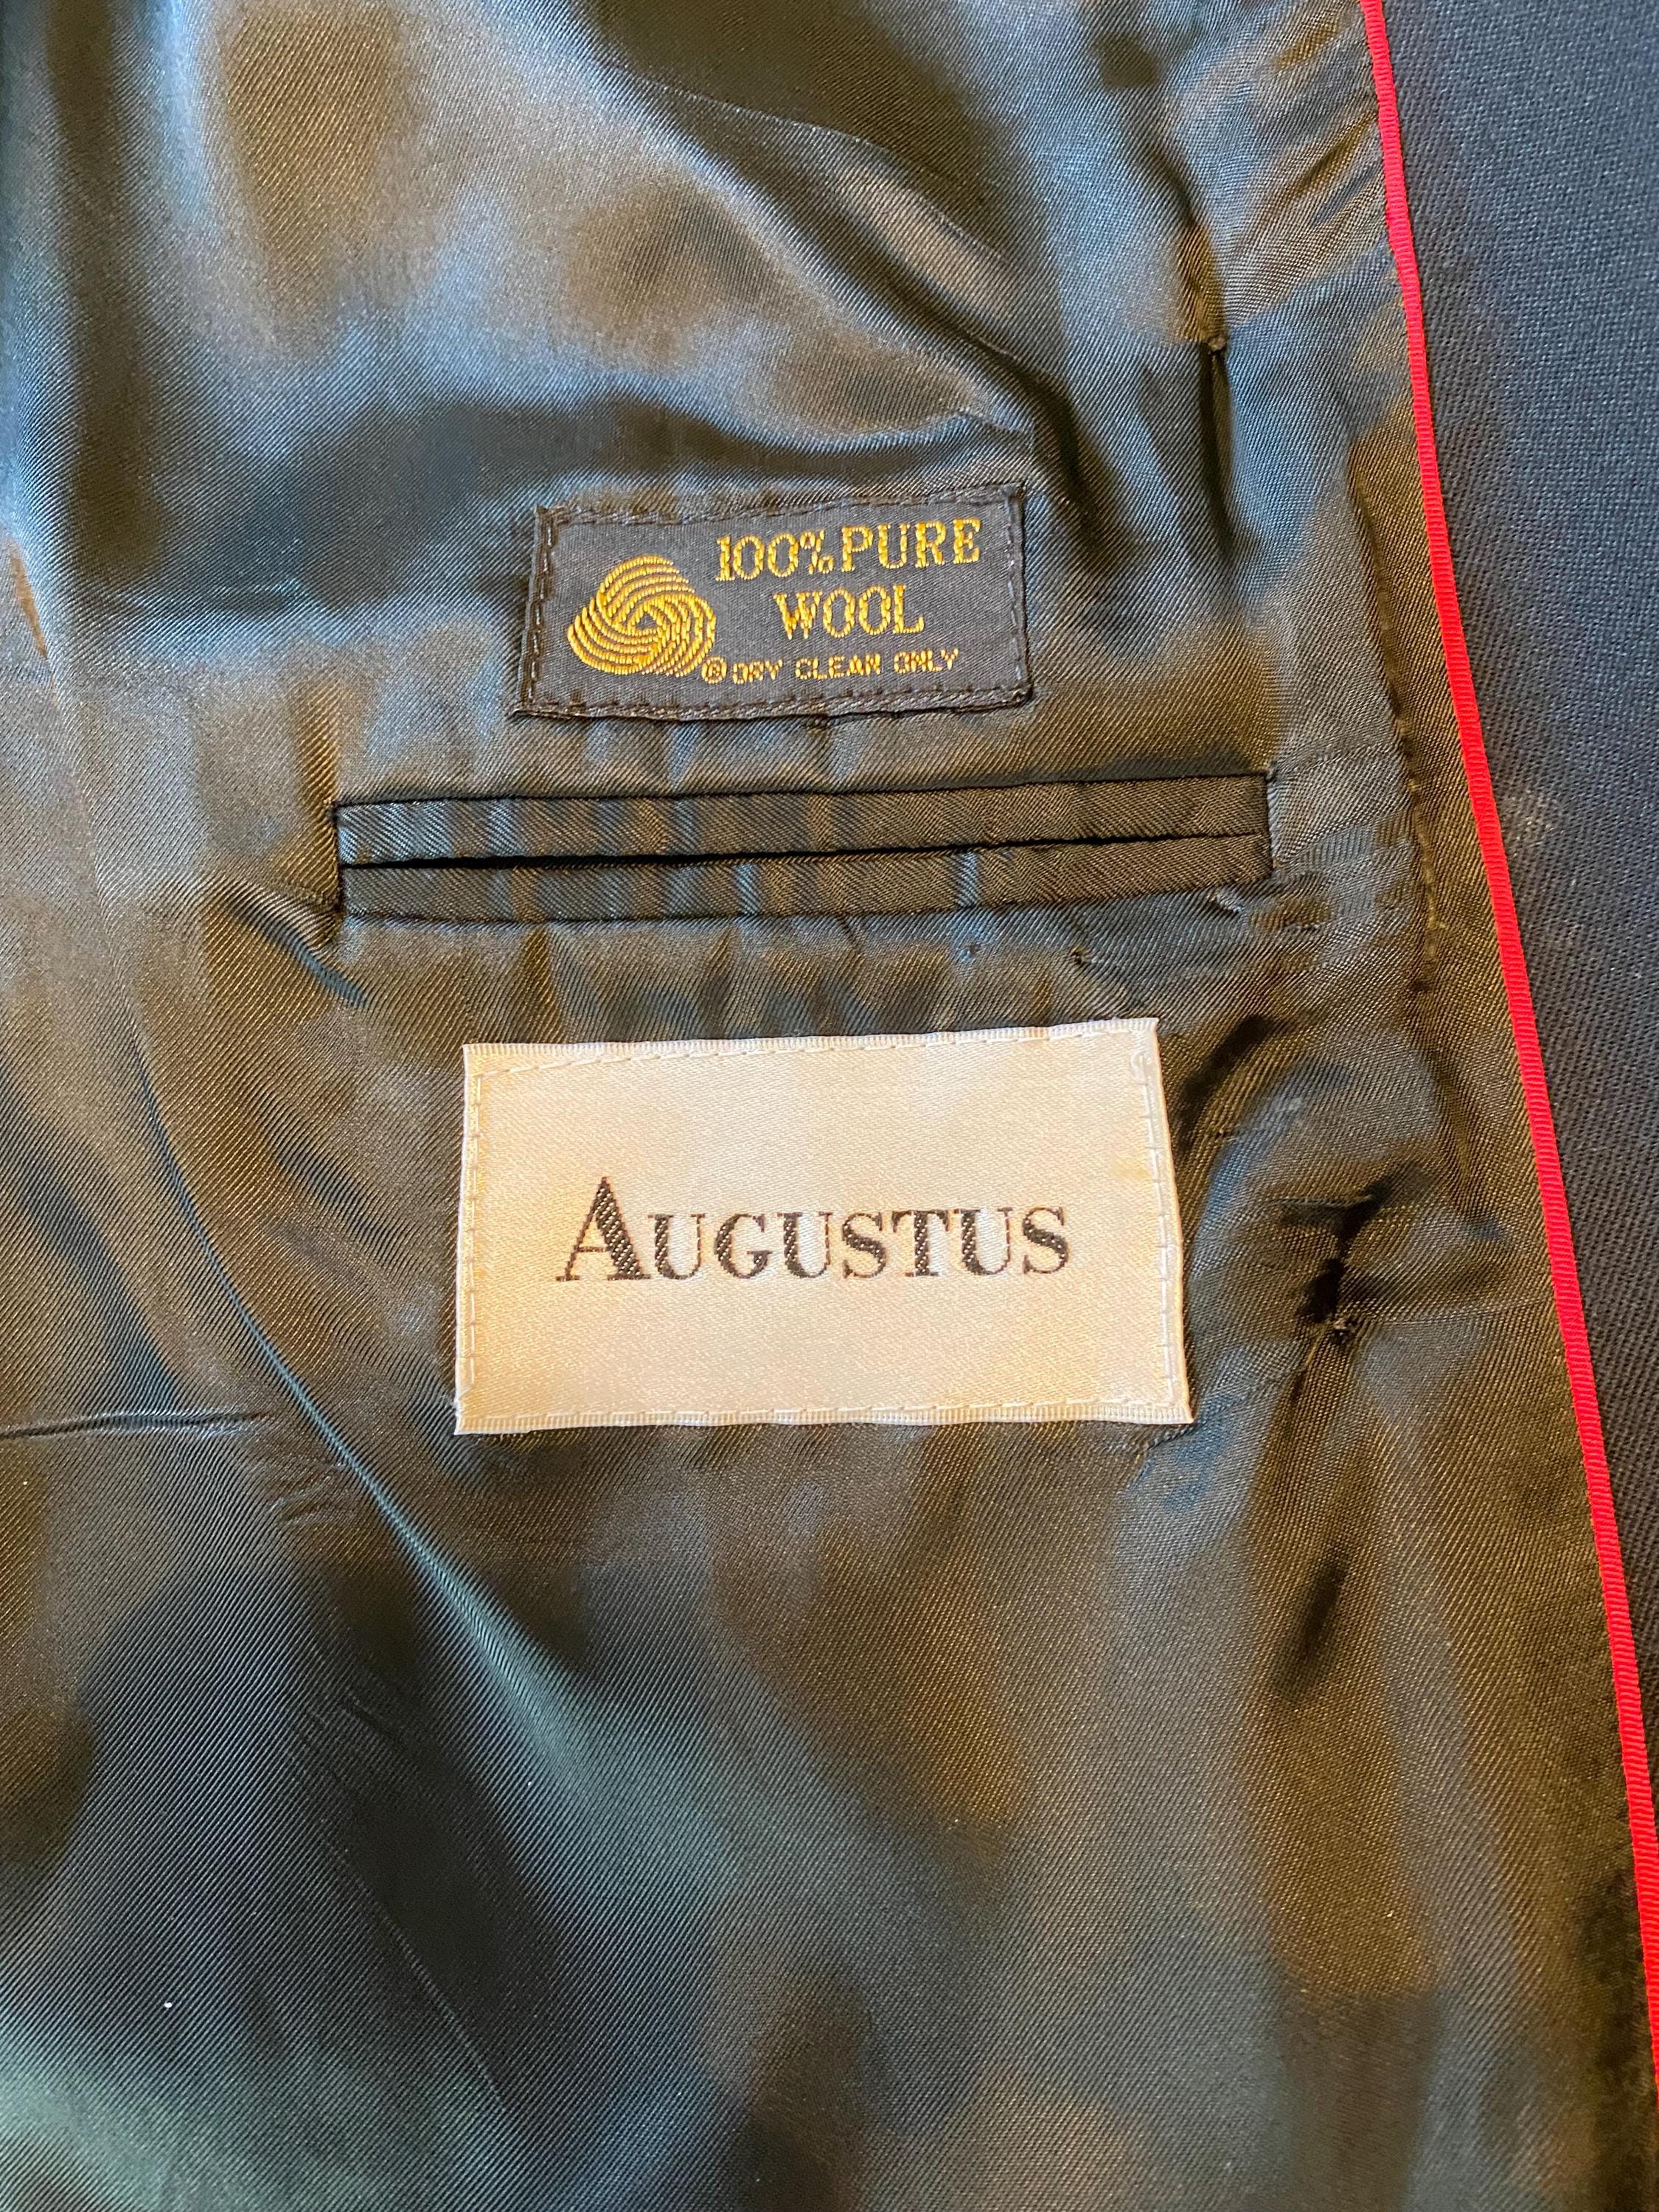 100% PURE
WOOL
® DRY CLEAN ONLY
AUGUSTUS